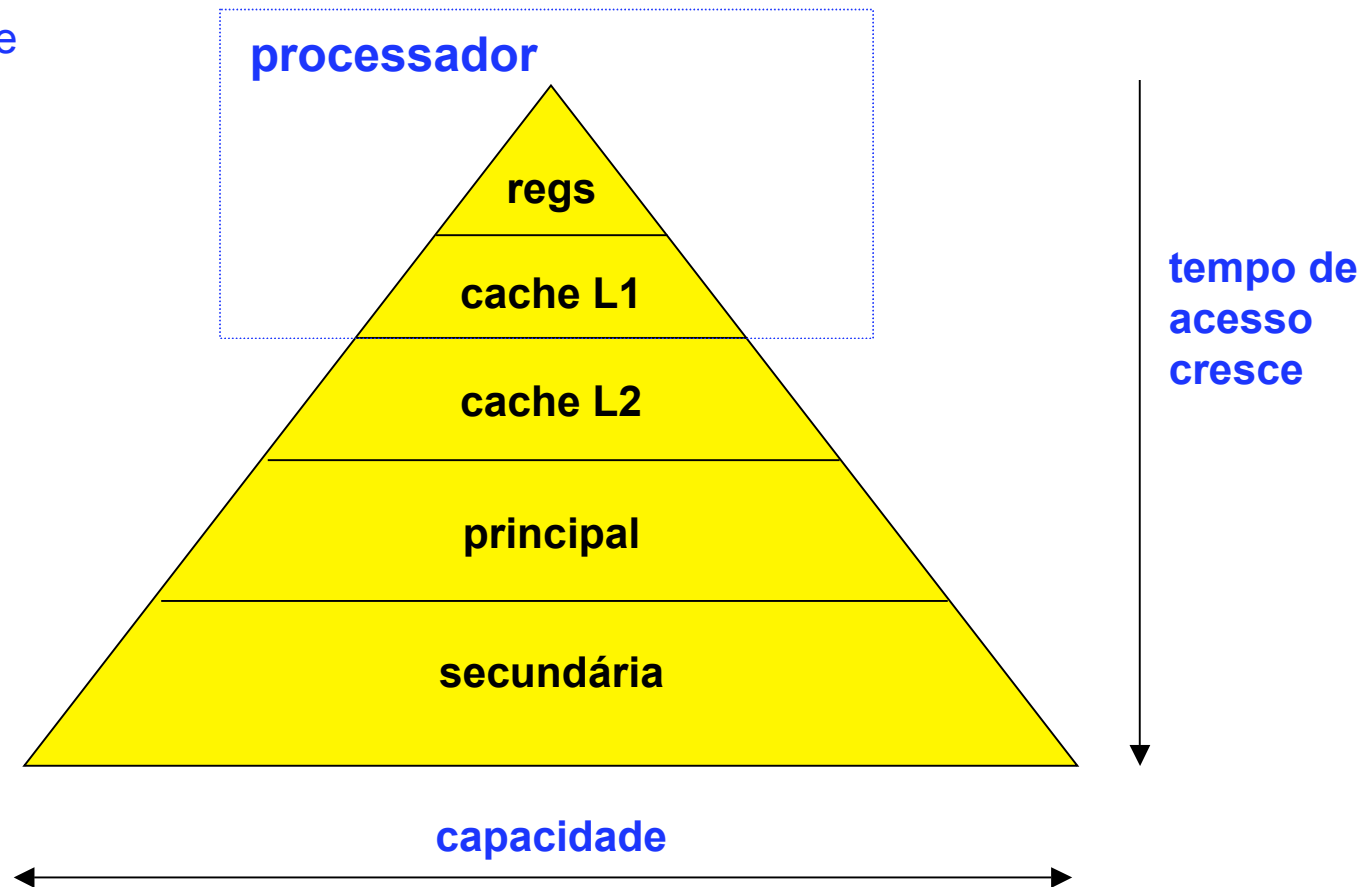 e
processador
regs
cache L1
cache L2
principal
secundária
tempo de
acesso
cresce
capacidade